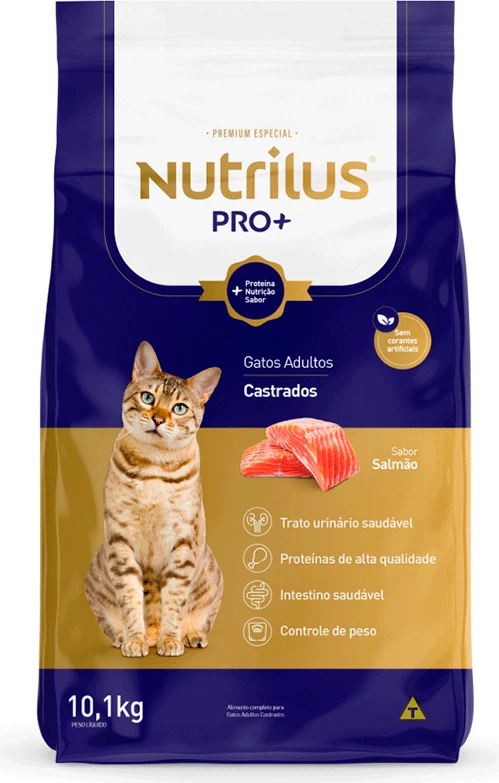 • PREMIUM ESPECIAL •
Nutrilus®
PRO+
+ Proteína
Nutrição
Sabor
Sem
corantes
artificiais
Gatos Adultos
Castrados
Sabor
Salmão
Trato urinário saudável
Proteínas de alta qualidade
Intestino saudável
Controle de peso
10,1kg
PESO LÍQUIDO
Alimento completo para
Gatos Adultos Castrados
T